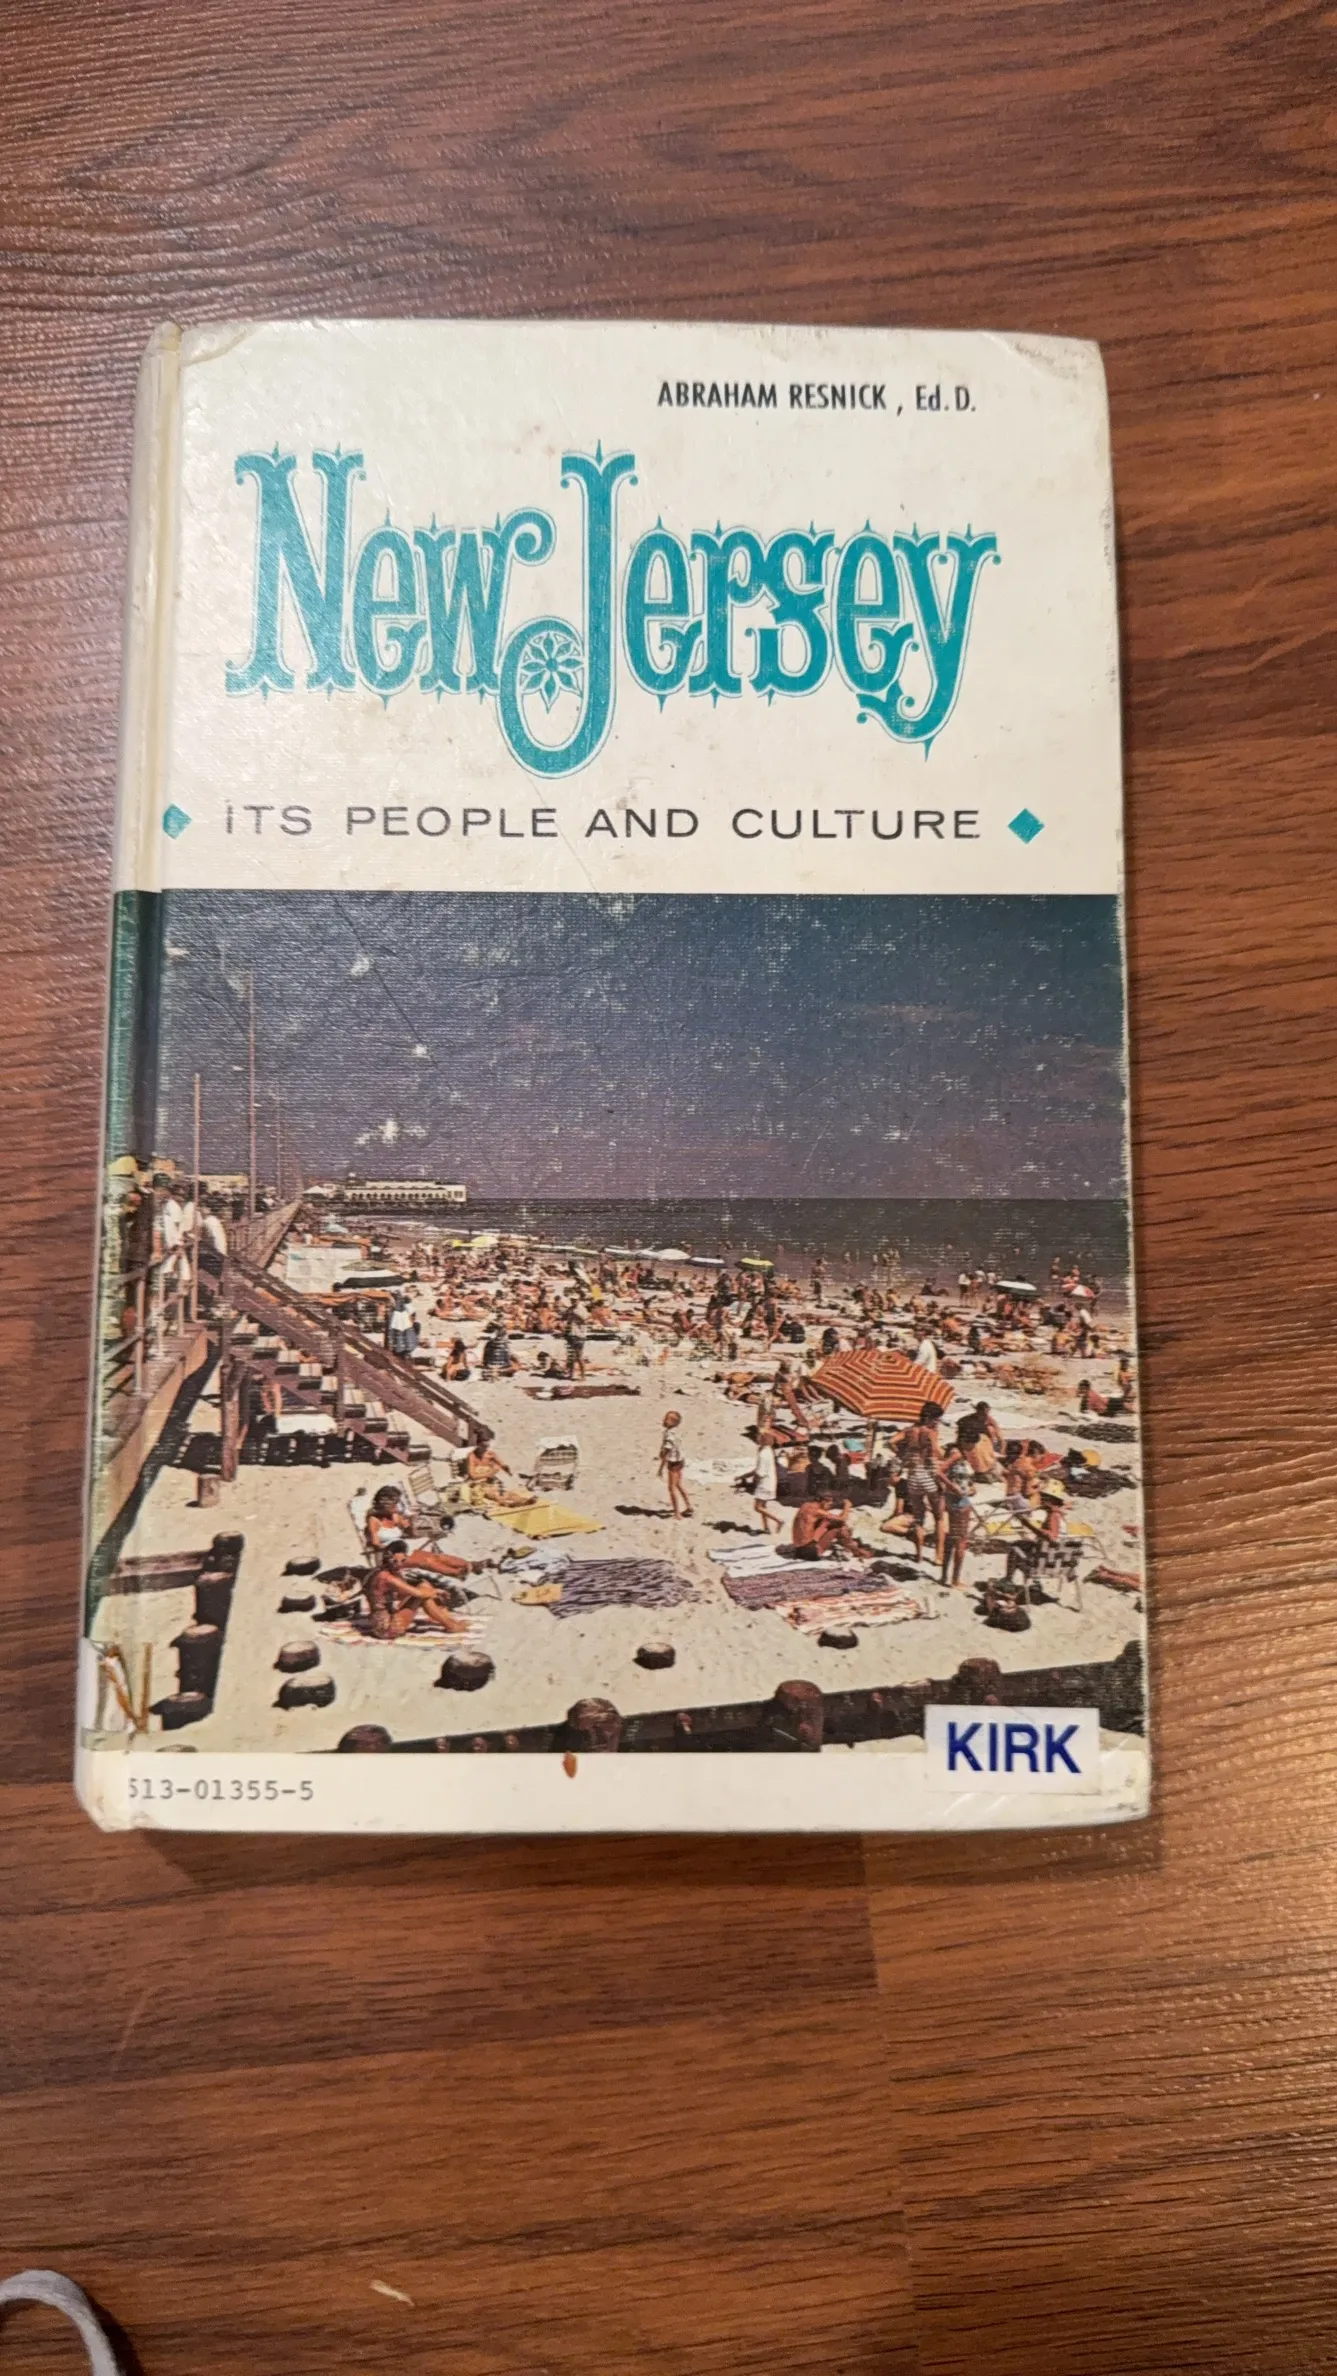 ABRAHAM RESNICK, Ed.D.
New Jersey
ITS PEOPLE AND CULTURE
KIRK
513-01355-5